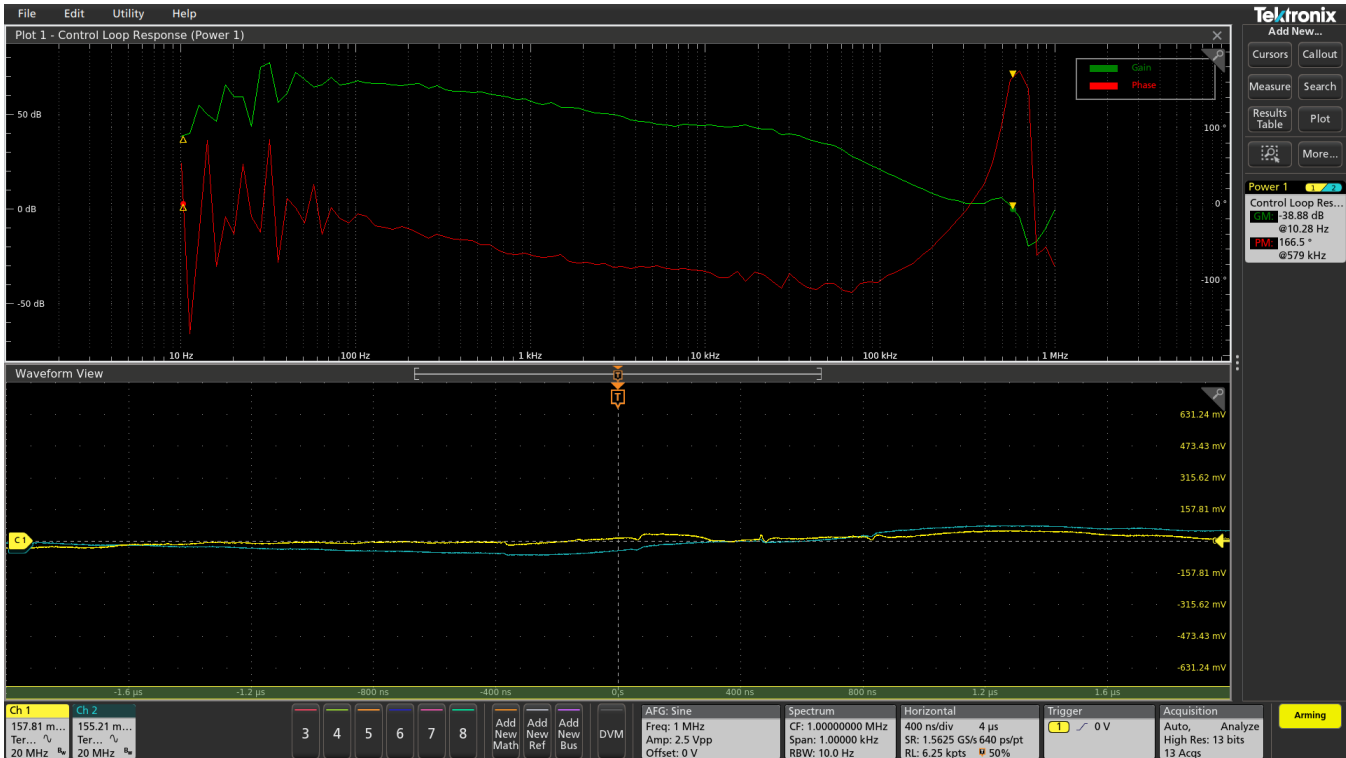 File Edit Utility Help
Tektronix
Add New...
Plot 1 - Control Loop Response (Power 1)
Cursors Callout
Measure Search
Results Table Plot
More...
Gain
Phase
50 dB
0 dB
-50 dB
100 °
0 °
-100 °
10 Hz 100 Hz 1 kHz 10 kHz 100 kHz 1 MHz
Power 1 1 2
Control Loop Res...
GM: -38.88 dB
@10.28 Hz
PM: 166.5 °
@579 kHz
Waveform View
T
T
C1
631.24 mV
473.43 mV
315.62 mV
157.81 mV
-157.81 mV
-315.62 mV
-473.43 mV
-631.24 mV
-1.6 µs -1.2 µs -800 ns -400 ns 0 s 400 ns 800 ns 1.2 µs 1.6 µs
Ch 1
157.81 m...
Ter...
20 MHz Bw
Ch 2
155.21 m...
Ter...
20 MHz Bw
3 4 5 6 7 8
Add New Math
Add New Ref
Add New Bus
DVM
AFG: Sine
Freq: 1 MHz
Amp: 2.5 Vpp
Offset: 0 V
Spectrum
CF: 1.00000000 MHz
Span: 1.00000 kHz
RBW: 10.0 Hz
Horizontal
400 ns/div 4 µs
SR: 1.5625 GS/s 640 ps/pt
RL: 6.25 kpts 50%
Trigger
1 0 V
Acquisition
Auto, Analyze
High Res: 13 bits
13 Acqs
Arming